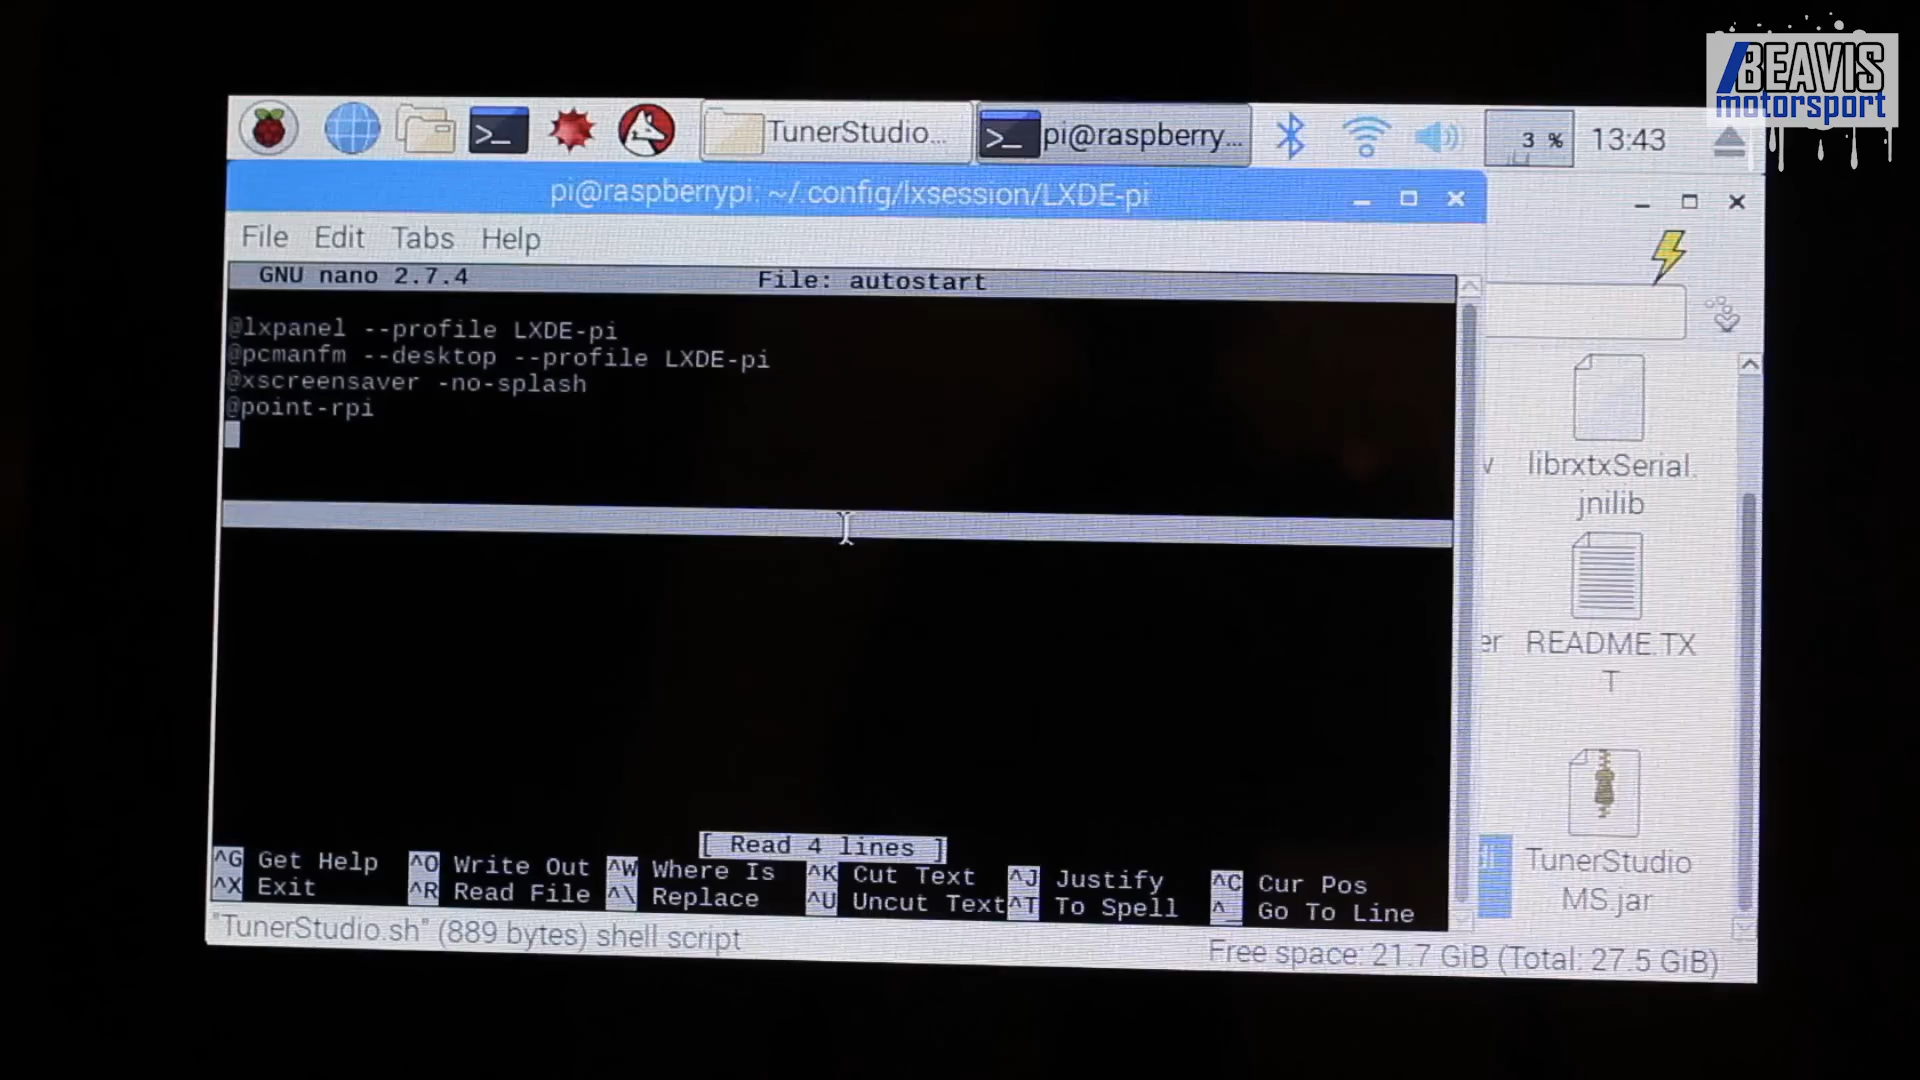 BEAVIS
motorsport
TunerStudio...
>_ pi@raspberry...
3 %
13:43
pi@raspberrypi: ~/.config/lxsession/LXDE-pi
File Edit Tabs Help
GNU nano 2.7.4 File: autostart
@lxpanel --profile LXDE-pi
@pcmanfm --desktop --profile LXDE-pi
@xscreensaver -no-splash
@point-rpi
[ Read 4 lines ]
^G Get Help ^O Write Out ^W Where Is ^K Cut Text ^J Justify ^C Cur Pos
^X Exit ^R Read File ^\ Replace ^U Uncut Text ^T To Spell ^_ Go To Line
librxtxSerial.
jnilib
er
README.TX
T
TunerStudio
MS.jar
"TunerStudio.sh" (889 bytes) shell script
Free space: 21.7 GiB (Total: 27.5 GiB)